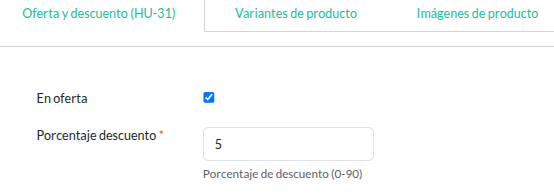 Oferta y descuento (HU-31)
Variantes de producto
Imágenes de producto
En oferta
Porcentaje descuento *
5
Porcentaje de descuento (0-90)